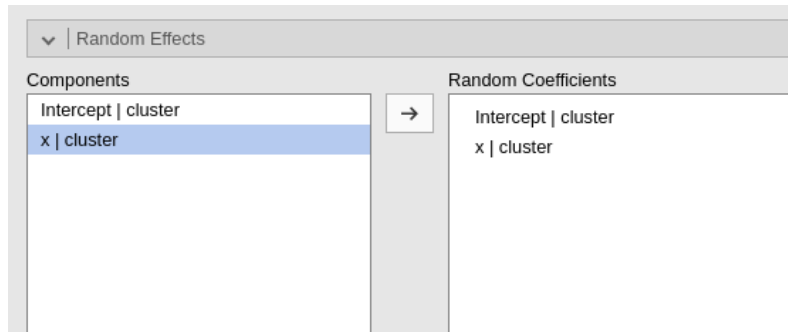 Random Effects
Components
Random Coefficients
Intercept | cluster
x | cluster
Intercept | cluster
x | cluster